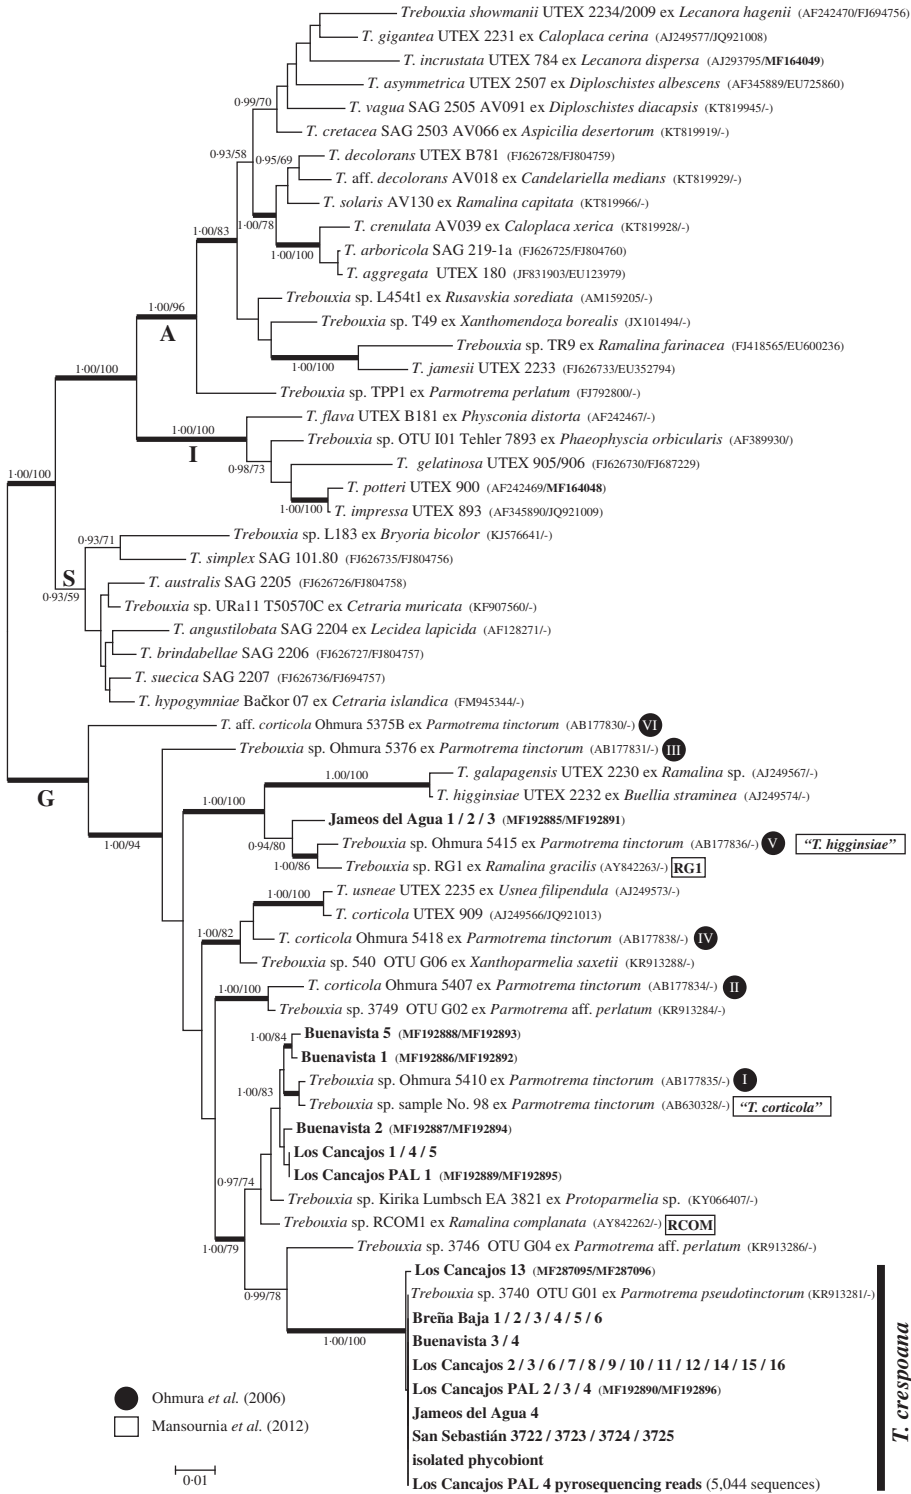 Trebouxia showmanii UTEX 2234/2009 ex Lecanora hagenii (AF242470/FJ694756)
T. gigantea UTEX 2231 ex Caloplaca cerina (AJ249577/JQ921008)
T. incrustata UTEX 784 ex Lecanora dispersa (AJ293795/MF164049)
T. asymmetrica UTEX 2507 ex Diploschistes albescens (AF345889/EU725860)
0·99/70
T. vagua SAG 2505 AV091 ex Diploschistes diacapsis (KT819945/-)
T. cretacea SAG 2503 AV066 ex Aspicilia desertorum (KT819919/-)
0·93/58
0·95/69
T. decolorans UTEX B781 (FJ626728/FJ804759)
T. aff. decolorans AV018 ex Candelariella medians (KT819929/-)
T. solaris AV130 ex Ramalina capitata (KT819966/-)
1·00/83
1·00/78
T. crenulata AV039 ex Caloplaca xerica (KT819928/-)
T. arboricola SAG 219-1a (FJ626725/FJ804760)
1·00/100
T. aggregata UTEX 180 (JF831903/EU123979)
Trebouxia sp. L454t1 ex Rusavskia sorediata (AM159205/-)
1·00/96
A
Trebouxia sp. T49 ex Xanthomendoza borealis (JX101494/-)
Trebouxia sp. TR9 ex Ramalina farinacea (FJ418565/EU600236)
1·00/100
T. jamesii UTEX 2233 (FJ626733/EU352794)
1·00/100
Trebouxia sp. TPP1 ex Parmotrema perlatum (FJ792800/-)
T. flava UTEX B181 ex Physconia distorta (AF242467/-)
1·00/100
I
Trebouxia sp. OTU I01 Tehler 7893 ex Phaeophyscia orbicularis (AF389930/)
0·98/73
T. gelatinosa UTEX 905/906 (FJ626730/FJ687229)
1·00/100
T. potteri UTEX 900 (AF242469/MF164048)
1·00/100
T. impressa UTEX 893 (AF345890/JQ921009)
Trebouxia sp. L183 ex Bryoria bicolor (KJ576641/-)
0·93/71
T. simplex SAG 101.80 (FJ626735/FJ804756)
S
0·93/59
T. australis SAG 2205 (FJ626726/FJ804758)
Trebouxia sp. URa11 T50570C ex Cetraria muricata (KF907560/-)
T. angustilobata SAG 2204 ex Lecidea lapicida (AF128271/-)
T. brindabellae SAG 2206 (FJ626727/FJ804757)
T. suecica SAG 2207 (FJ626736/FJ694757)
T. hypogymniae Bačkor 07 ex Cetraria islandica (FM945344/-)
T. aff. corticola Ohmura 5375B ex Parmotrema tinctorum (AB177830/-) VI
Trebouxia sp. Ohmura 5376 ex Parmotrema tinctorum (AB177831/-) III
G
1.00/100
T. galapagensis UTEX 2230 ex Ramalina sp. (AJ249567/-)
T. higginsiae UTEX 2232 ex Buellia straminea (AJ249574/-)
1·00/100
Jameos del Agua 1 / 2 / 3 (MF192885/MF192891)
1·00/94
0·94/80
Trebouxia sp. Ohmura 5415 ex Parmotrema tinctorum (AB177836/-) V "T. higginsiae"
1·00/86
Trebouxia sp. RG1 ex Ramalina gracilis (AY842263/-) RG1
1·00/100
T. usneae UTEX 2235 ex Usnea filipendula (AJ249573/-)
T. corticola UTEX 909 (AJ249566/JQ921013)
1·00/82
T. corticola Ohmura 5418 ex Parmotrema tinctorum (AB177838/-) IV
Trebouxia sp. 540 OTU G06 ex Xanthoparmelia saxetii (KR913288/-)
1·00/100
T. corticola Ohmura 5407 ex Parmotrema tinctorum (AB177834/-) II
Trebouxia sp. 3749 OTU G02 ex Parmotrema aff. perlatum (KR913284/-)
1·00/84
Buenavista 5 (MF192888/MF192893)
Buenavista 1 (MF192886/MF192892)
1·00/83
Trebouxia sp. Ohmura 5410 ex Parmotrema tinctorum (AB177835/-) I
Trebouxia sp. sample No. 98 ex Parmotrema tinctorum (AB630328/-) "T. corticola"
Buenavista 2 (MF192887/MF192894)
Los Cancajos 1 / 4 / 5
Los Cancajos PAL 1 (MF192889/MF192895)
0·97/74
Trebouxia sp. Kirika Lumbsch EA 3821 ex Protoparmelia sp. (KY066407/-)
Trebouxia sp. RCOM1 ex Ramalina complanata (AY842262/-) RCOM
1·00/79
Trebouxia sp. 3746 OTU G04 ex Parmotrema aff. perlatum (KR913286/-)
0·99/78
Los Cancajos 13 (MF287095/MF287096)
Trebouxia sp. 3740 OTU G01 ex Parmotrema pseudotinctorum (KR913281/-)
Breña Baja 1 / 2 / 3 / 4 / 5 / 6
1·00/100
Buenavista 3 / 4
Los Cancajos 2 / 3 / 6 / 7 / 8 / 9 / 10 / 11 / 12 / 14 / 15 / 16
Los Cancajos PAL 2 / 3 / 4 (MF192890/MF192896)
Jameos del Agua 4
San Sebastián 3722 / 3723 / 3724 / 3725
isolated phycobiont
Los Cancajos PAL 4 pyrosequencing reads (5,044 sequences)
T. crespoana
Ohmura et al. (2006)
Mansournia et al. (2012)
0·01